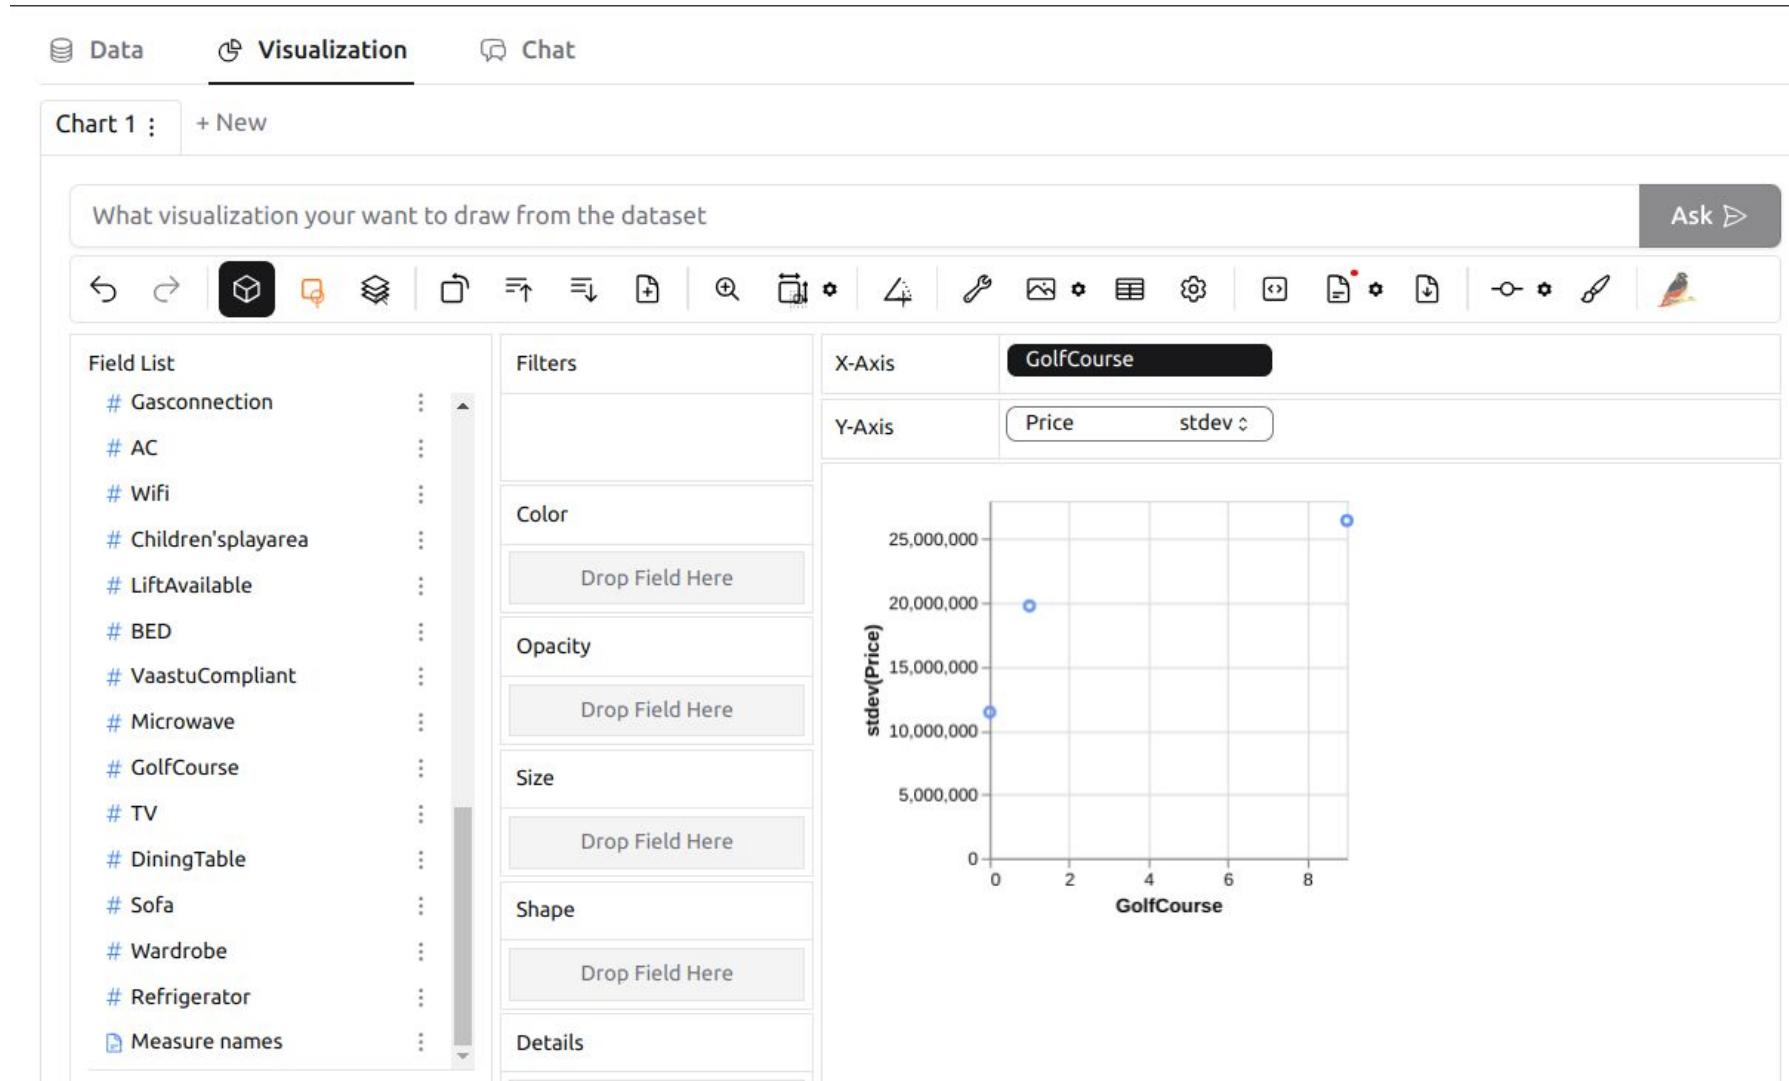 Data Visualization Chat
Chart 1 + New
What visualization your want to draw from the dataset
Ask
Field List
Gasconnection
AC
Wifi
Children'splayarea
LiftAvailable
BED
VaastuCompliant
Microwave
GolfCourse
TV
DiningTable
Sofa
Wardrobe
Refrigerator
Measure names
Filters
Color
Drop Field Here
Opacity
Drop Field Here
Size
Drop Field Here
Shape
Drop Field Here
Details
X-Axis GolfCourse
Y-Axis Price stdev
stdev(Price)
25,000,000
20,000,000
15,000,000
10,000,000
5,000,000
0
0 2 4 6 8
GolfCourse